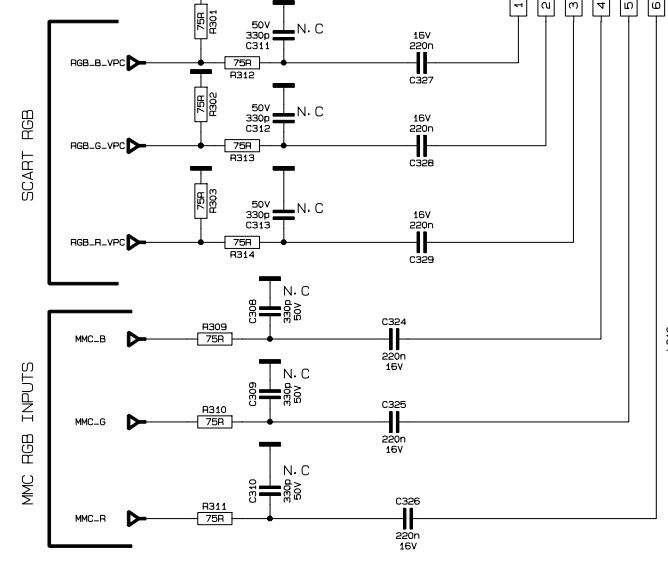 1
2
3
4
5
6
75R
R301
50V
330p
C311
N. C
RGB_B_VPC
75R
R312
16V
220n
C327
75R
R302
50V
330p
C312
N. C
RGB_G_VPC
75R
R313
16V
220n
C328
SCART RGB
75R
R303
50V
330p
C313
N. C
RGB_R_VPC
75R
R314
16V
220n
C329
C308
330p
50V
N. C
MMC_B
R309
75R
C324
220n
16V
MMC RGB INPUTS
C309
330p
50V
N. C
MMC_G
R310
75R
C325
220n
16V
C310
330p
50V
N. C
MMC_R
R311
75R
C326
220n
16V